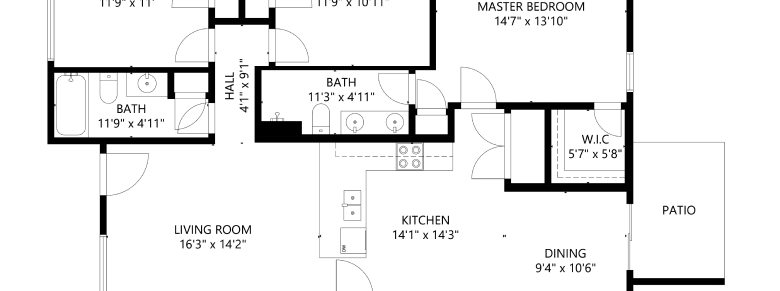 11'9" x 11'
11'9" x 10'11"
MASTER BEDROOM
14'7" x 13'10"
HALL
4'1" x 9'1"
BATH
11'9" x 4'11"
BATH
11'3" x 4'11"
W.I.C
5'7" x 5'8"
LIVING ROOM
16'3" x 14'2"
KITCHEN
14'1" x 14'3"
DW
DINING
9'4" x 10'6"
PATIO